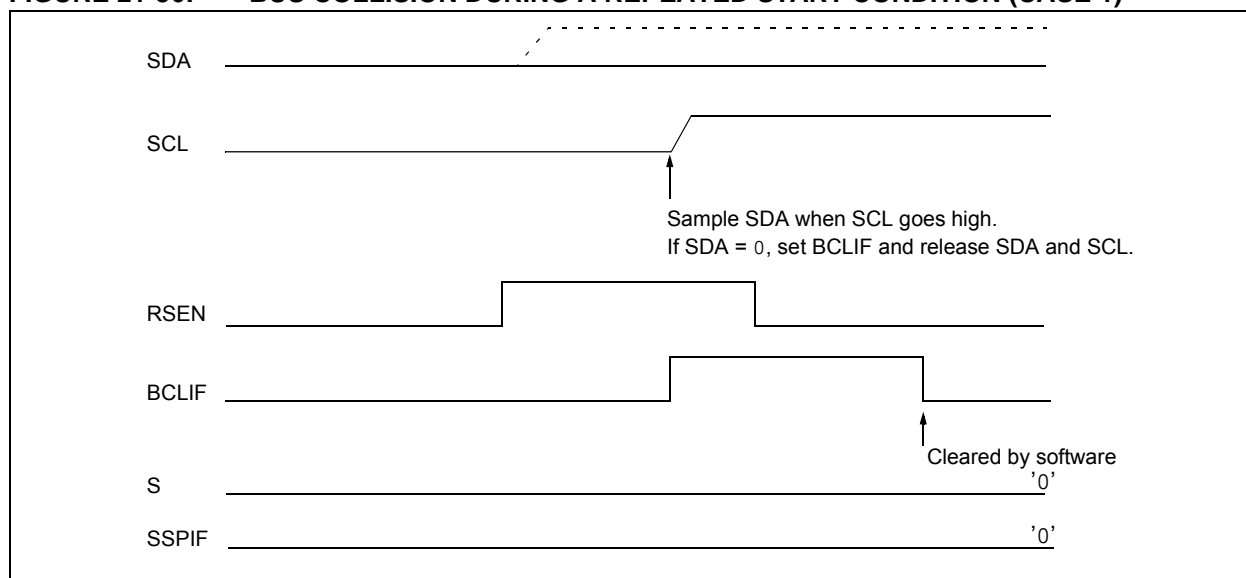 SDA
SCL
Sample SDA when SCL goes high.
If SDA = 0, set BCLIF and release SDA and SCL.
RSEN
BCLIF
Cleared by software
S
'0'
SSPIF
'0'